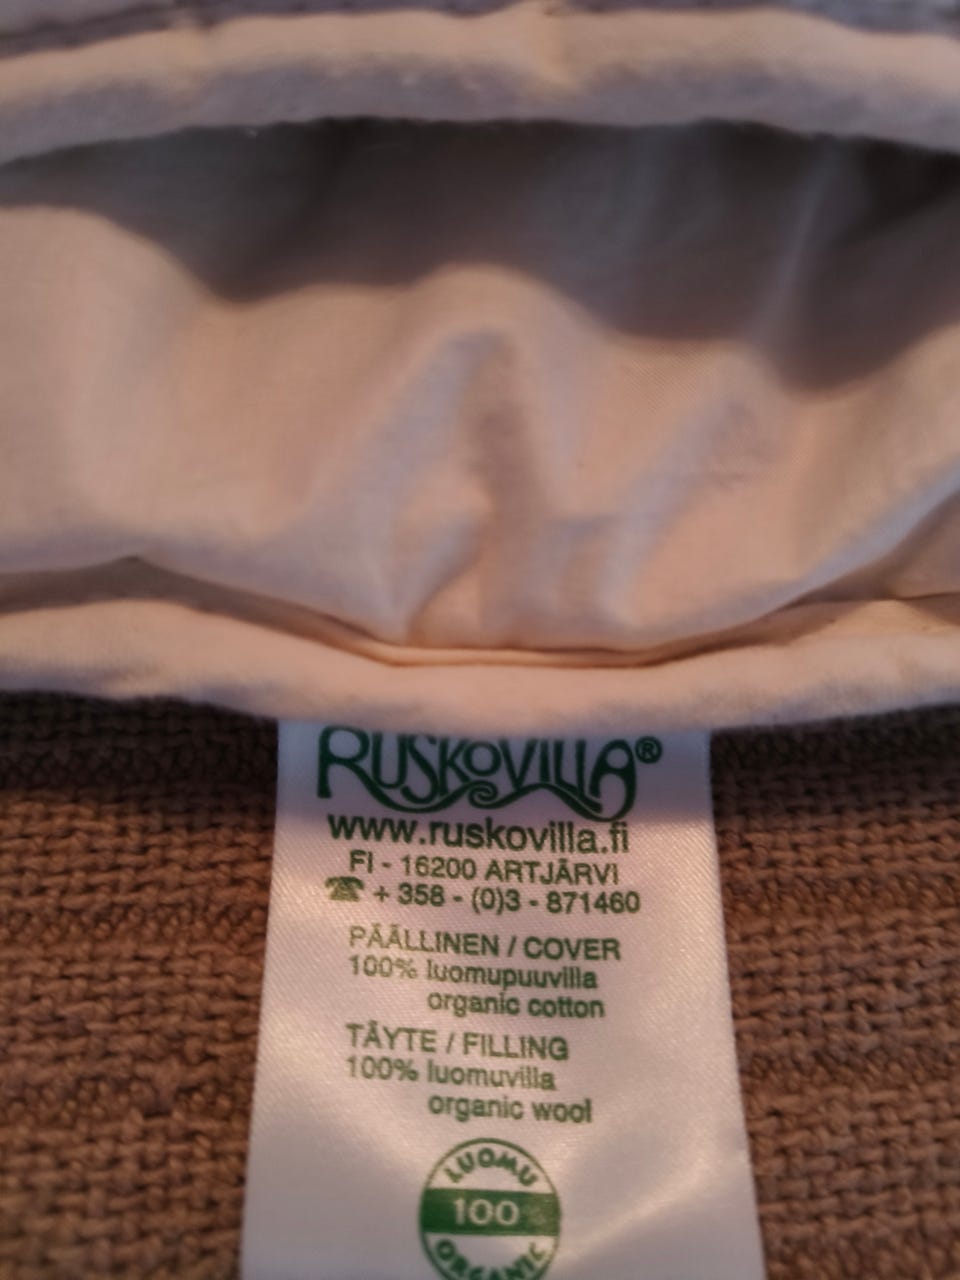 RUSKOVILLA®
www.ruskovilla.fi
FI - 16200 ARTJÄRVI
☎ + 358 - (0)3 - 871460
PÄÄLLINEN / COVER
100% luomupuuvilla
organic cotton
TÄYTE / FILLING
100% luomuvilla
organic wool
LUOMU
100
ORGANIC